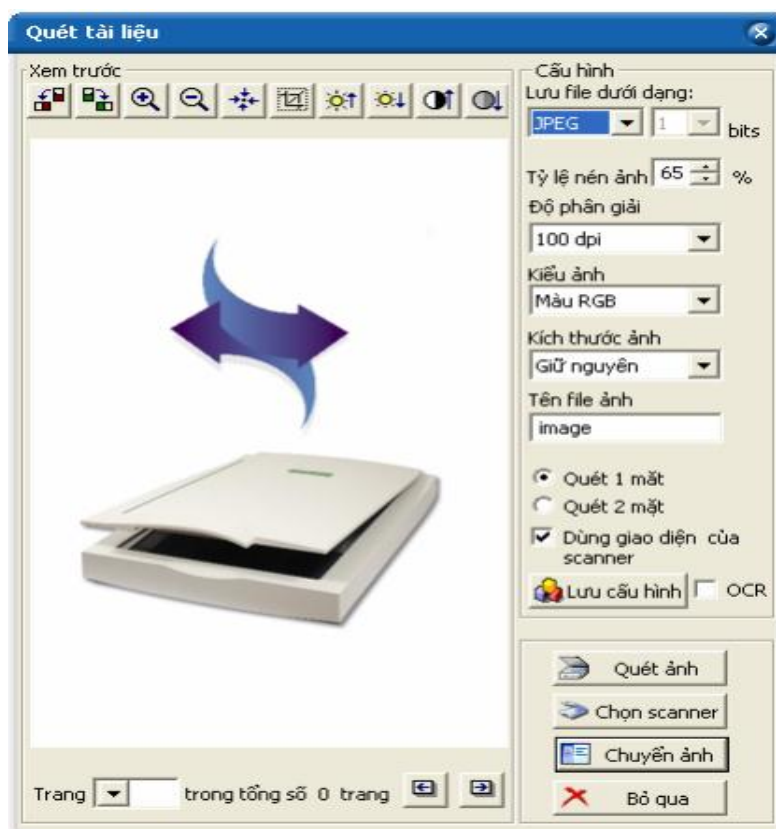 Quét tài liệu
Xem trước
Cấu hình
Lưu file dưới dạng:
JPEG 1 bits
Tỷ lệ nén ảnh 65 %
Độ phân giải
100 dpi
Kiểu ảnh
Màu RGB
Kích thước ảnh
Giữ nguyên
Tên file ảnh
image
Quét 1 mặt
Quét 2 mặt
Dùng giao diện của
scanner
Lưu cấu hình OCR
Quét ảnh
Chọn scanner
Chuyển ảnh
Bỏ qua
Trang trong tổng số 0 trang